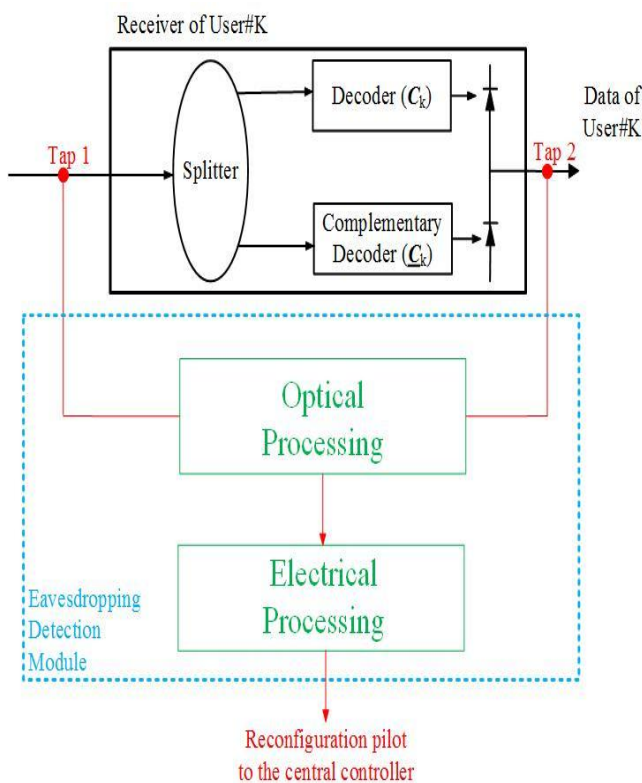 Receiver of User#K
Decoder (Ck)
Data of
User#K
Tap 1
Splitter
Tap 2
Complementary
Decoder (C̲k)
Optical
Processing
Electrical
Processing
Eavesdropping
Detection
Module
Reconfiguration pilot
to the central controller